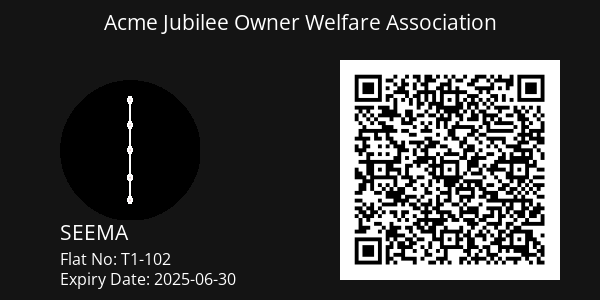 Acme Jubilee Owner Welfare Association
SEEMA
Flat No: T1-102
Expiry Date: 2025-06-30